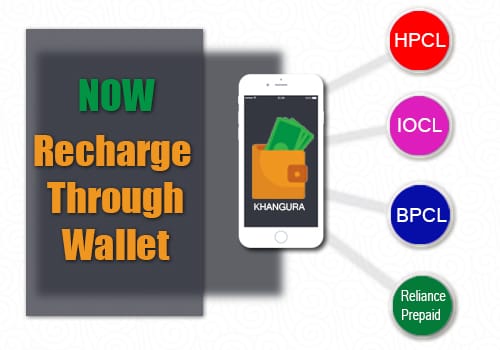 NOW
Recharge
Through
Wallet
KHANGURA
HPCL
IOCL
BPCL
Reliance
Prepaid